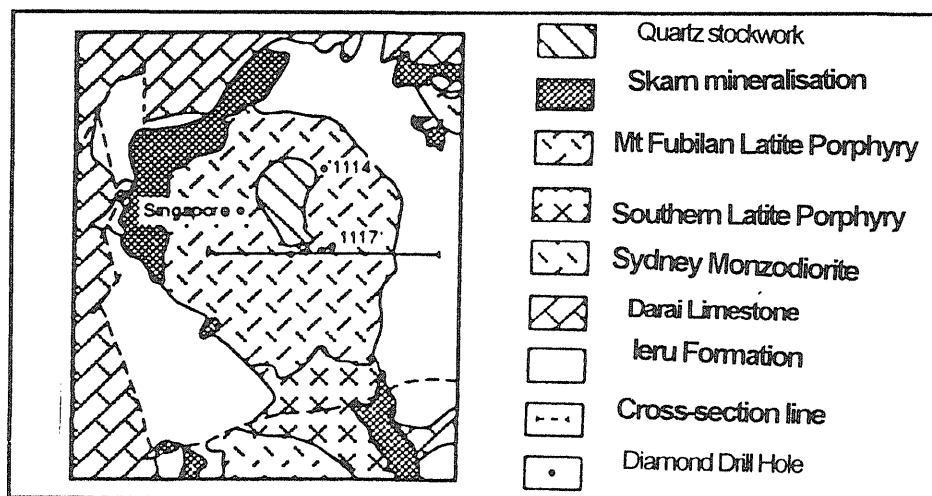 Quartz stockwork
Skarn mineralisation
Mt Fubilan Latite Porphyry
Southern Latite Porphyry
Sydney Monzodiorite
Darai Limestone
Ieru Formation
Cross-section line
Diamond Drill Hole
1114
Singapore
1117